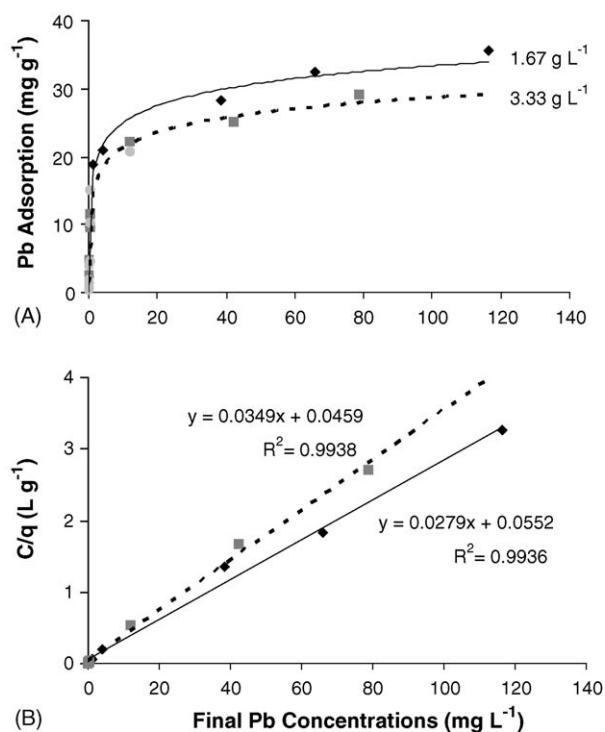 (A)
Pb Adsorption (mg g⁻¹)
40
30
20
10
0
1.67 g L⁻¹
3.33 g L⁻¹
0 20 40 60 80 100 120 140
(B)
C/q (L g⁻¹)
4
3
2
1
0
y = 0.0349x + 0.0459
R² = 0.9938
y = 0.0279x + 0.0552
R² = 0.9936
0 20 40 60 80 100 120 140
Final Pb Concentrations (mg L⁻¹)